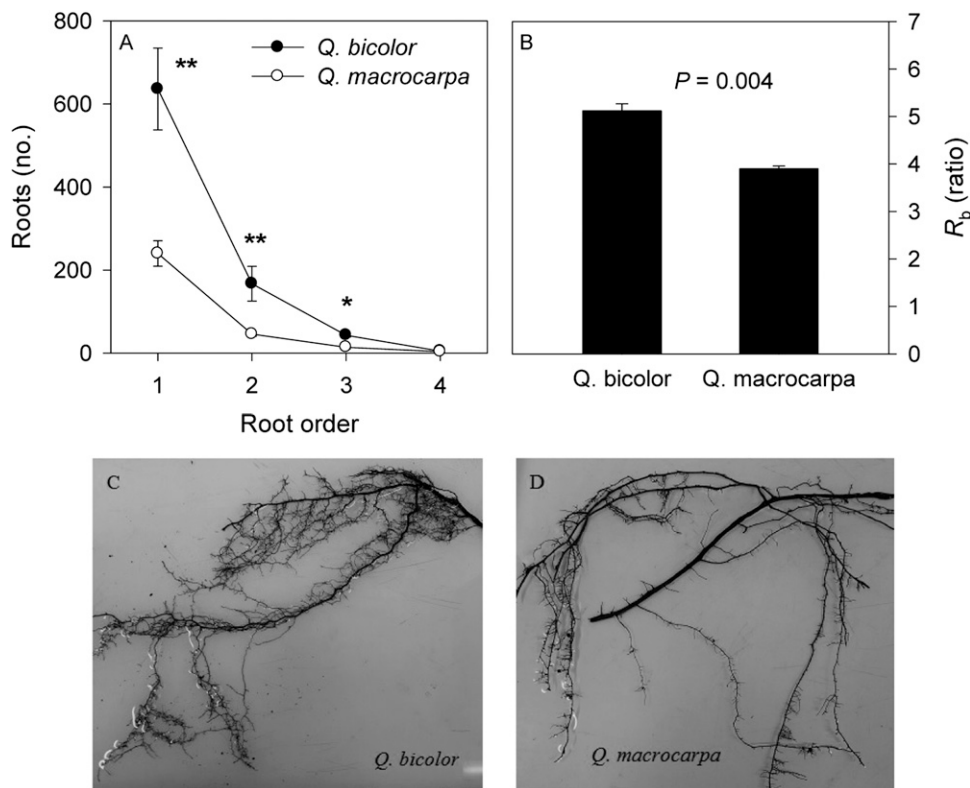 A
Q. bicolor
Q. macrocarpa
Roots (no.)
800
600
400
200
0
**
**
*
1 2 3 4
Root order
B
P = 0.004
7
6
5
4
3
2
1
0
Rb (ratio)
Q. bicolor Q. macrocarpa
C
Q. bicolor
D
Q. macrocarpa